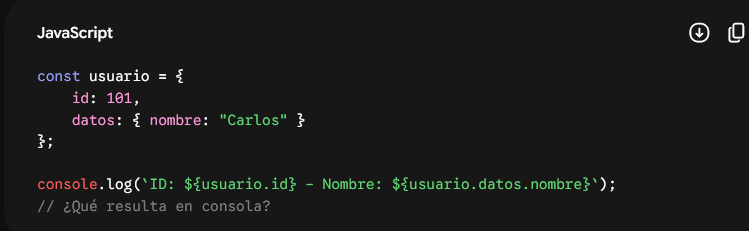 JavaScript
const usuario = {
    id: 101,
    datos: { nombre: "Carlos" }
};
console.log(`ID: ${usuario.id} - Nombre: ${usuario.datos.nombre}`);
// ¿Qué resulta en consola?